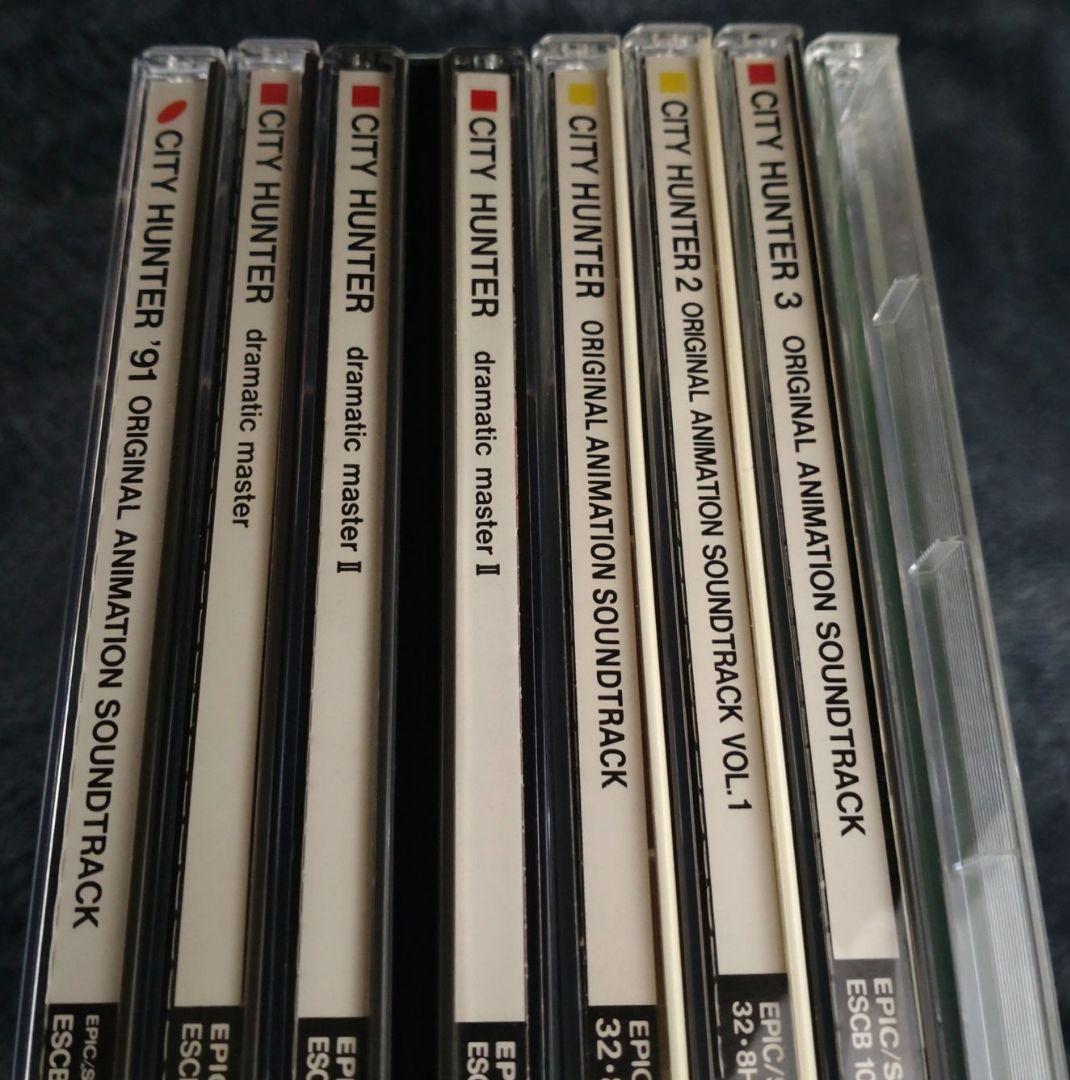 CITY HUNTER '91 ORIGINAL ANIMATION SOUNDTRACK
EPIC/S
ESCB
CITY HUNTER dramatic master
EPIC
ESC
CITY HUNTER dramatic master II
EPI
ESC
CITY HUNTER dramatic master II
EPI
ESC
CITY HUNTER ORIGINAL ANIMATION SOUNDTRACK
EPIC
32・
CITY HUNTER 2 ORIGINAL ANIMATION SOUNDTRACK VOL.1
EPIC/S
32・8H
CITY HUNTER 3 ORIGINAL ANIMATION SOUNDTRACK
EPIC/S
ESCB 10